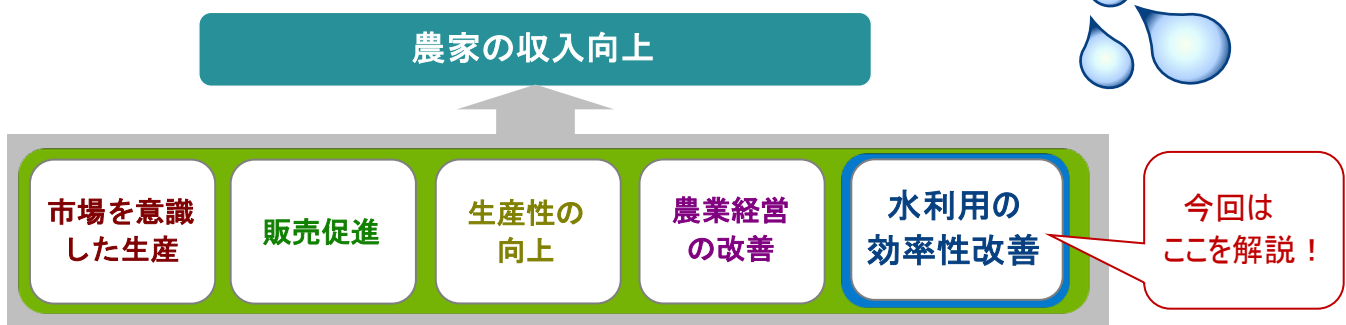 農家の収入向上
市場を意識
した生産
販売促進
生産性の
向上
農業経営
の改善
水利用の
効率性改善
今回は
ここを解説！